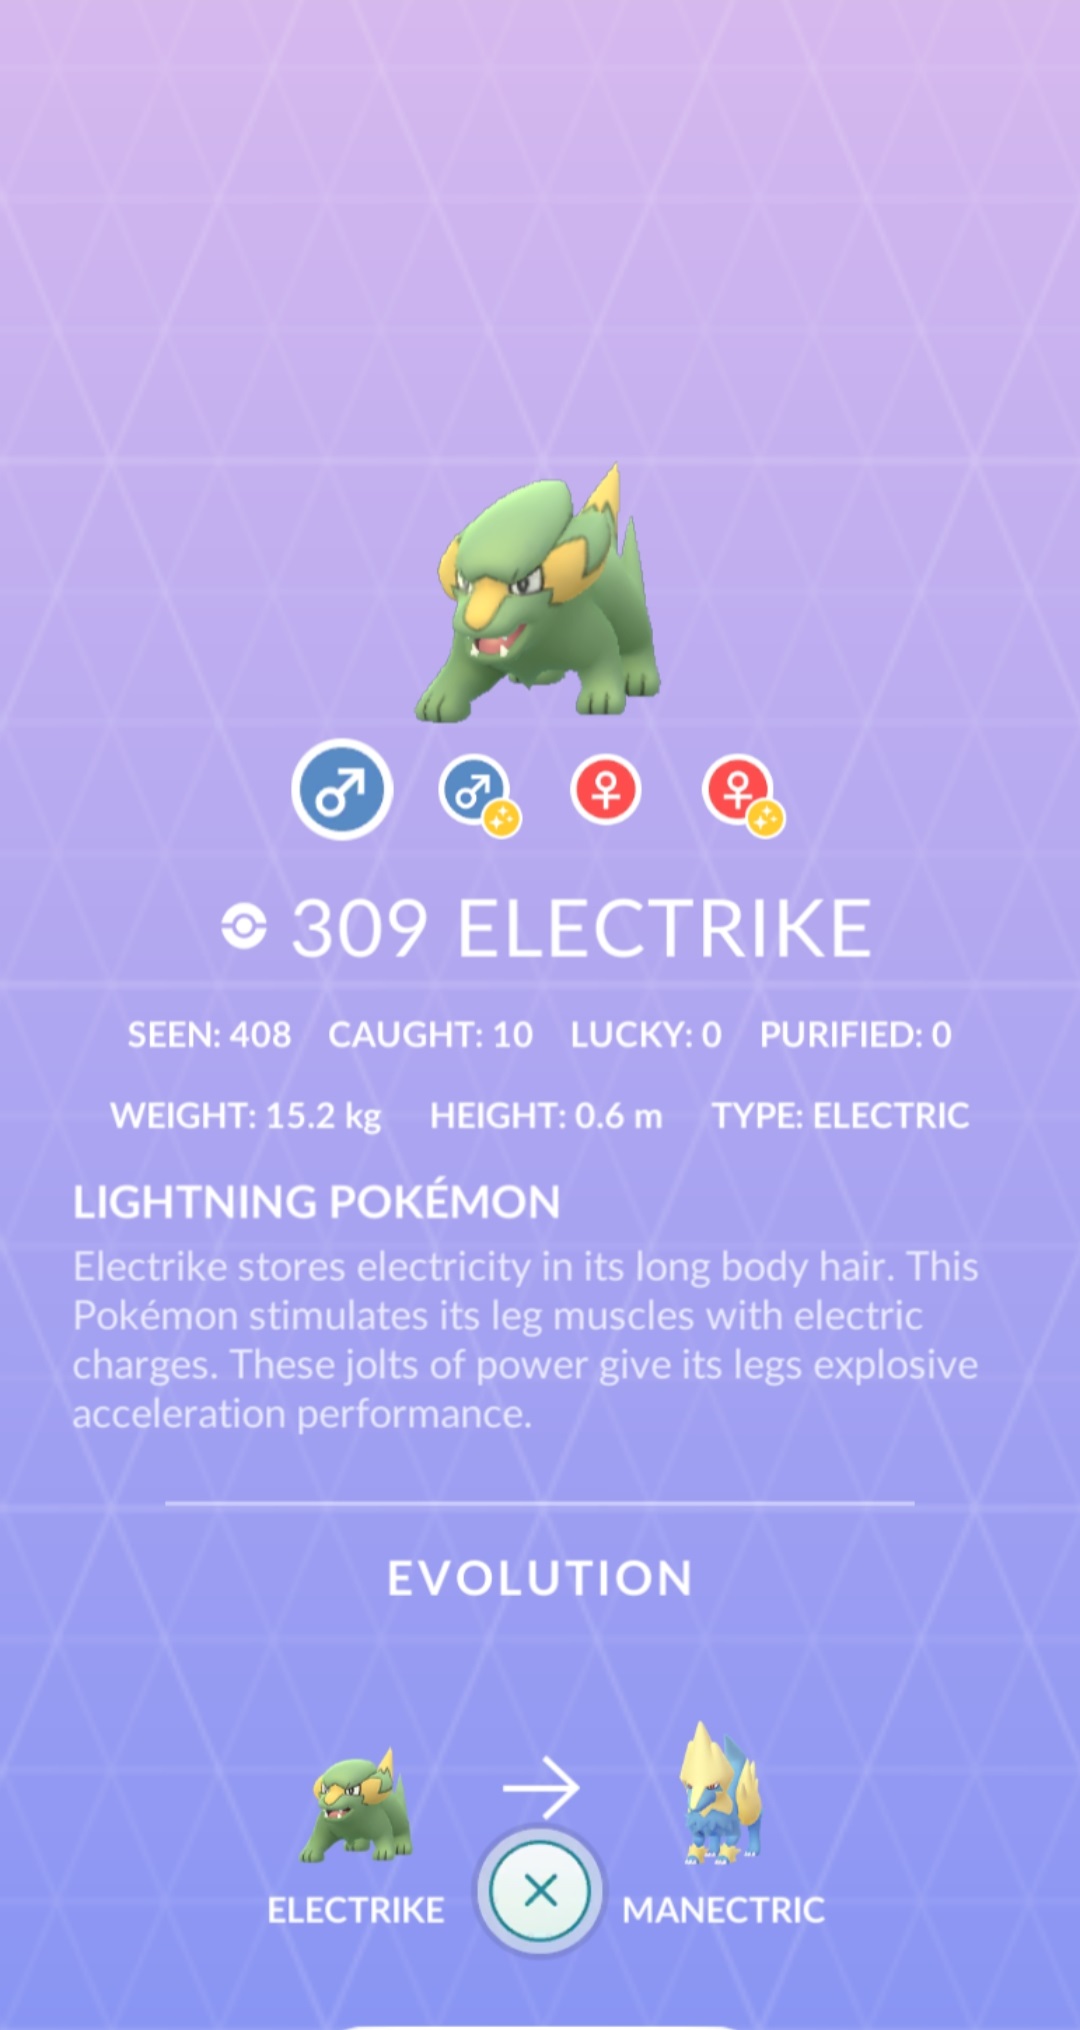 309 ELECTRIKE
SEEN: 408 CAUGHT: 10 LUCKY: 0 PURIFIED: 0
WEIGHT: 15.2 kg HEIGHT: 0.6 m TYPE: ELECTRIC
LIGHTNING POKÉMON
Electrike stores electricity in its long body hair. This
Pokémon stimulates its leg muscles with electric
charges. These jolts of power give its legs explosive
acceleration performance.
EVOLUTION
ELECTRIKE MANECTRIC